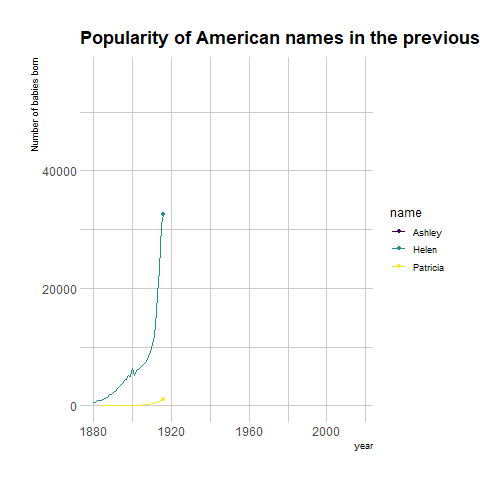 Popularity of American names in the previous
Number of babies born
40000
20000
0
1880
1920
1960
2000
year
name
Ashley
Helen
Patricia